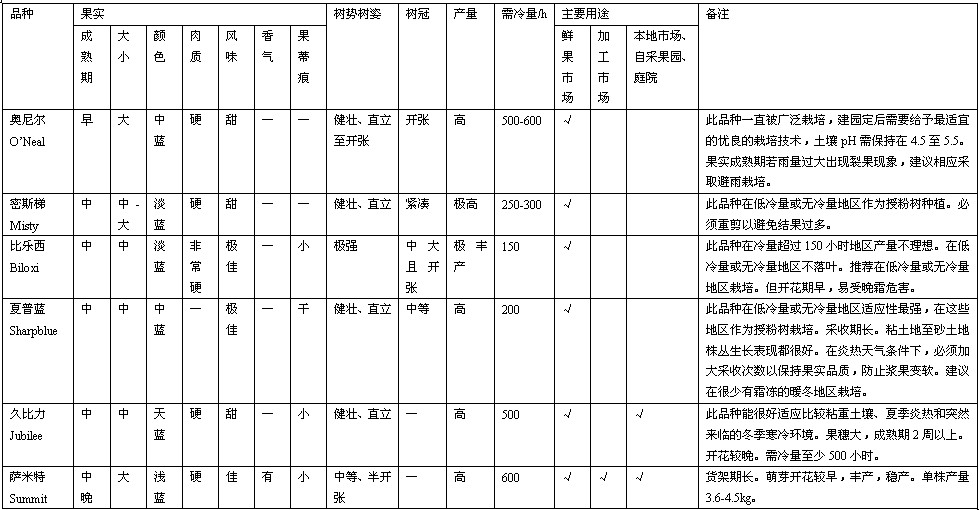 品种 果实 树势树姿 树冠 产量 需冷量/h 主要用途 备注
成熟期 大小 颜色 肉质 风味 香气 果蒂痕 鲜果市场 加工市场 本地市场、自采果园、庭院
奥尼尔 早 大 中蓝 硬 甜 一 一 健壮、直立 开张 高 500-600 √ 此品种一直被广泛栽培，建园定后需要给予最适宜
O’Neal 至开张 的优良的栽培技术，土壤 pH 需保持在 4.5 至 5.5。
果实成熟期若雨量过大出现裂果现象，建议相应采
取避雨栽培。
密斯梯 中 中-大 淡蓝 硬 甜 一 一 健壮、直立 紧凑 极高 250-300 √ 此品种在低冷量或无冷量地区作为授粉树种植。必
Misty 须重剪以避免结果过多。
比乐西 中 中 淡蓝 非常硬 极佳 一 小 极强 中大且开张 极丰产 150 √ 此品种在冷量超过 150 小时地区产量不理想。在低
Biloxi 冷量或无冷量地区不落叶。推荐在低冷量或无冷量
地区栽培。但开花期早，易受晚霜危害。
夏普蓝 中 中 中蓝 一 极佳 一 干 健壮、直立 中等 高 200 √ 此品种在低冷量或无冷量地区适应性最强，在这些
Sharpblue 地区作为授粉树栽培。采收期长。粘土地至砂土地
株丛生长表现都很好。在炎热天气条件下，必须加
大采收次数以保持果实品质，防止浆果变软。建议
在很少有霜冻的暖冬地区栽培。
久比力 中 中 天蓝 硬 甜 一 小 健壮、直立 一 高 500 √ √ 此品种能很好适应比较粘重土壤、夏季炎热和突然
Jubilee 来临的冬季寒冷环境。果穗大，成熟期 2 周以上。
开花较晚。需冷量至少 500 小时。
萨米特 中晚 大 浅蓝 硬 佳 有 小 中等、半开 一 高 600 √ √ √ 货架期长。萌芽开花较早，丰产，稳产。单株产量
Summit 张 3.6-4.5kg。